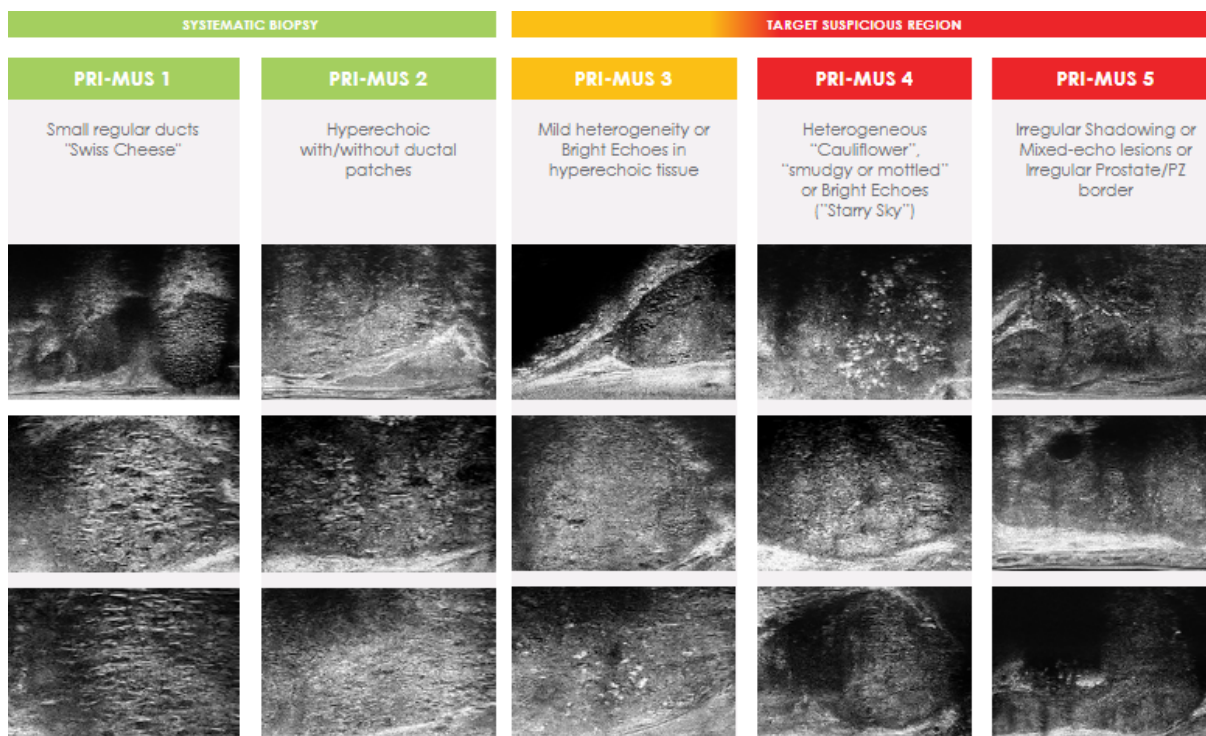 SYSTEMATIC BIOPSY
TARGET SUSPICIOUS REGION
PRI-MUS 1
Small regular ducts
"Swiss Cheese"
PRI-MUS 2
Hyperechoic
with/without ductal
patches
PRI-MUS 3
Mild heterogeneity or
Bright Echoes in
hyperechoic tissue
PRI-MUS 4
Heterogeneous
"Cauliflower",
"smudgy or mottled"
or Bright Echoes
("Starry Sky")
PRI-MUS 5
Irregular Shadowing or
Mixed-echo lesions or
Irregular Prostate/PZ
border